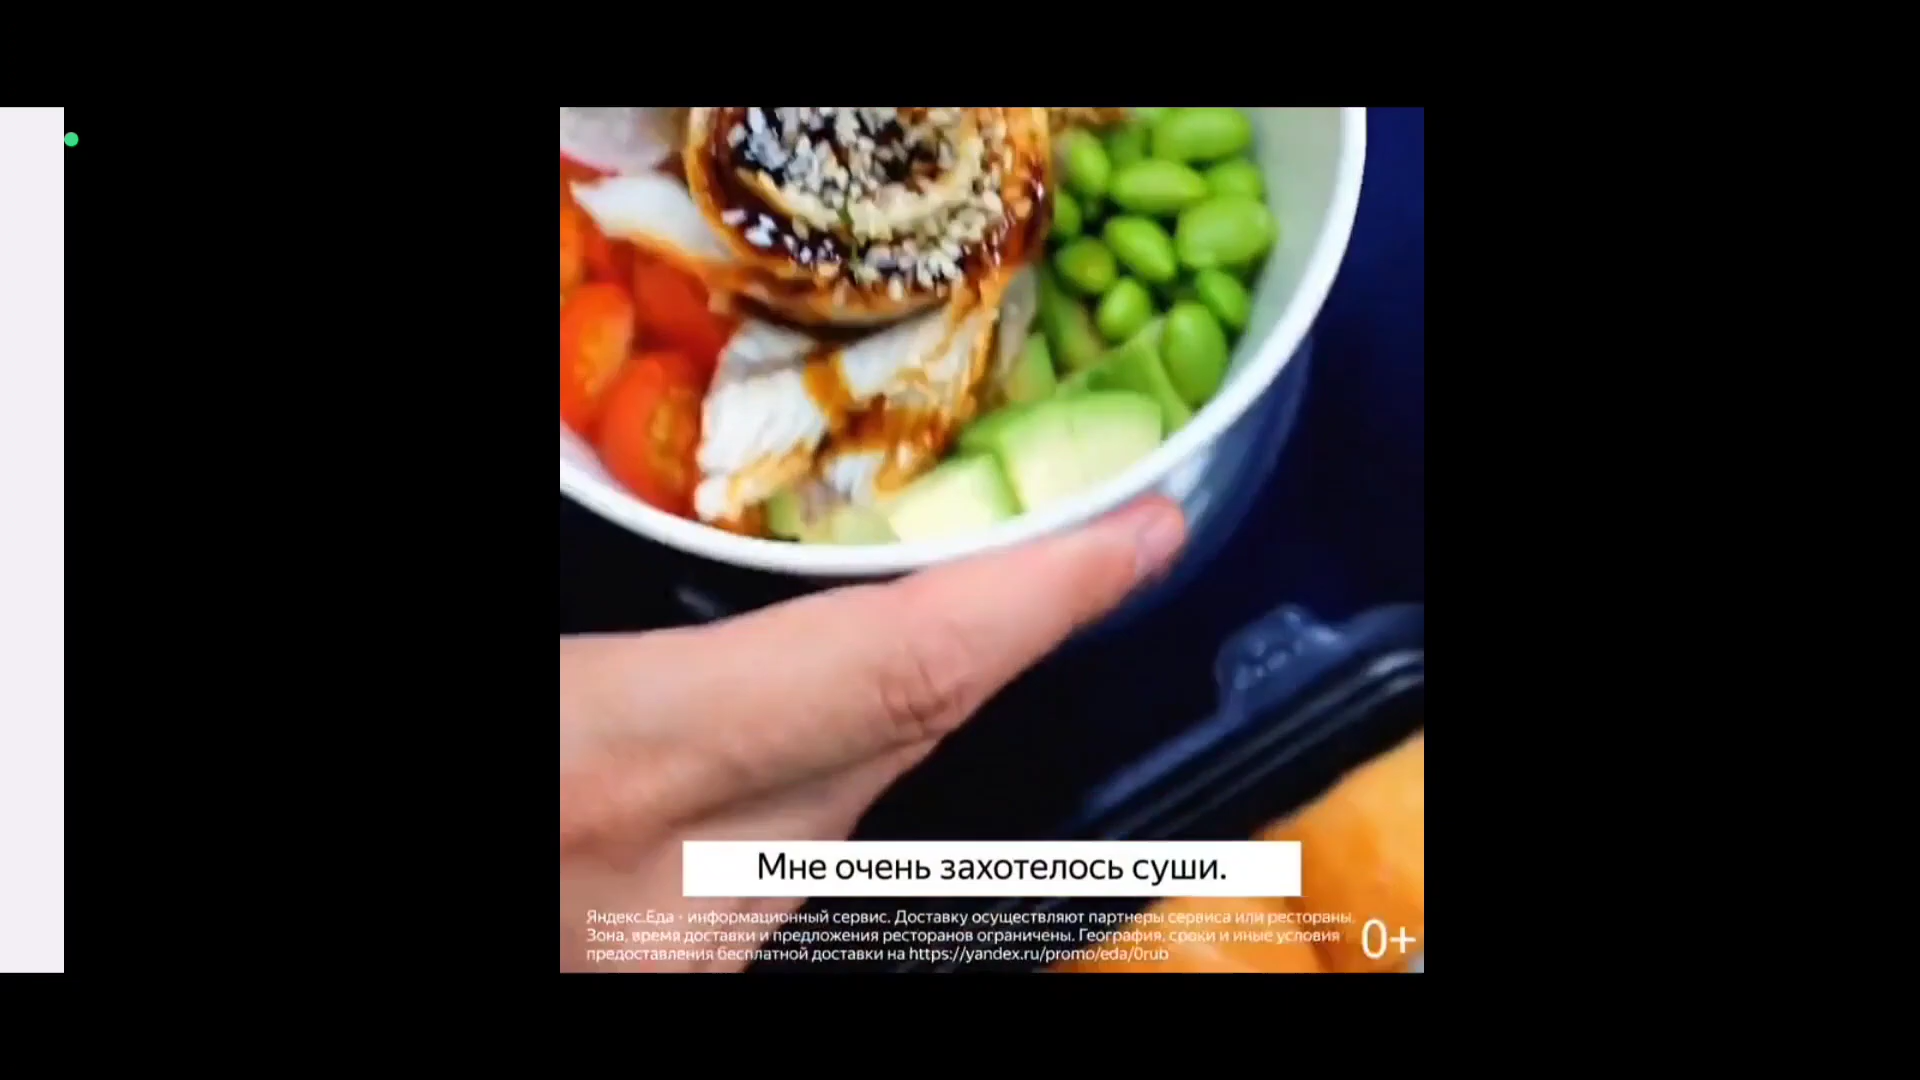 Мне очень захотелось суши.
Яндекс.Еда - информационный сервис. Доставку осуществляют партнеры сервиса или рестораны.
Зона, время доставки и предложения ресторанов ограничены. География, сроки и иные условия
предоставления бесплатной доставки на https://yandex.ru/promo/eda/0rub
0+